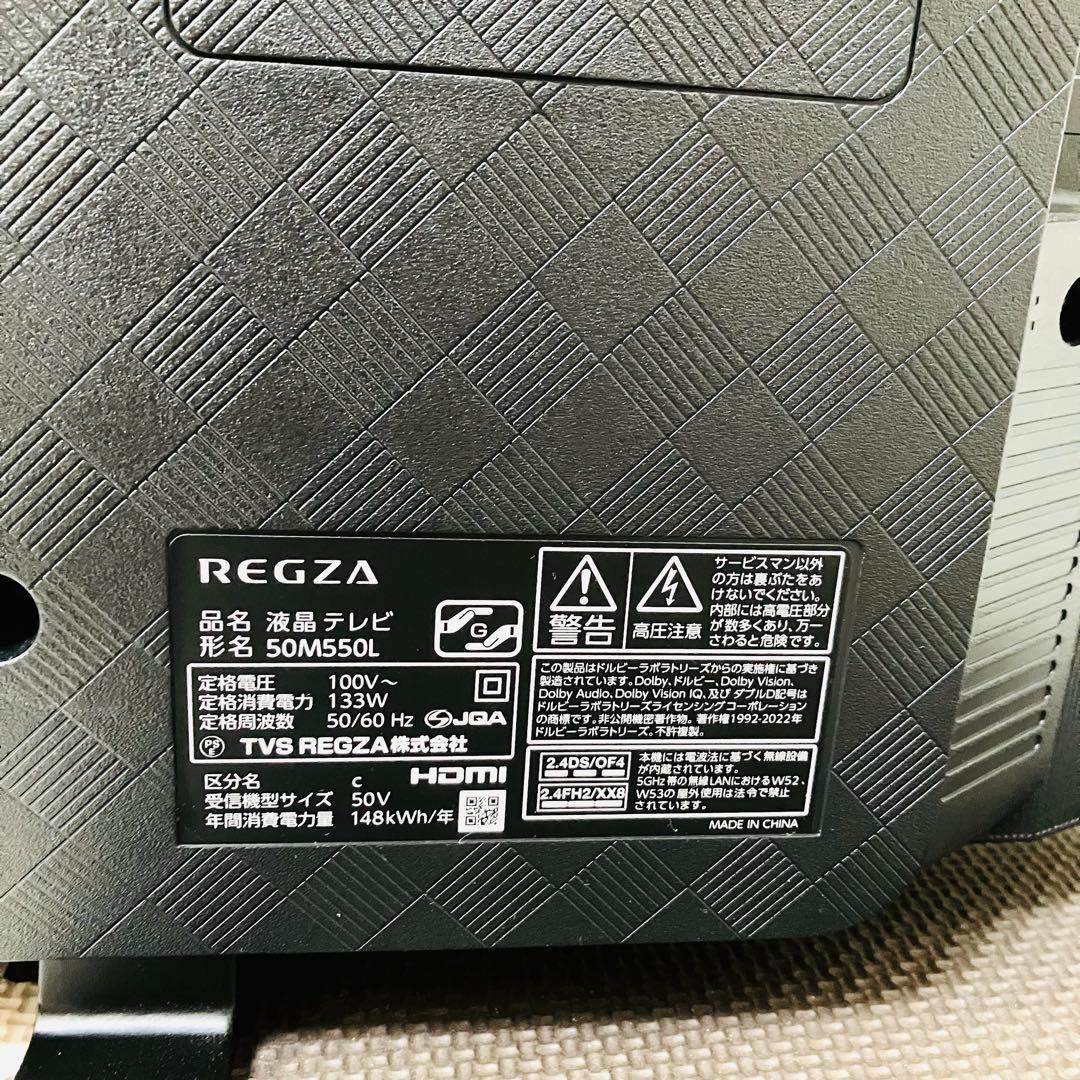 REGZA
品名 液晶テレビ
形名 50M550L
G
定格電圧 100V～
定格消費電力 133W
定格周波数 50/60 Hz
JQA
PSE TVS REGZA株式会社
区分名 c
HDMI
受信機型サイズ 50V
年間消費電力量 148kWh/年
警告
高圧注意
サービスマン以外
の方は裏ぶたをあ
けないでください。
内部には高電圧部分
が数多くあり、万一
さわると危険です。
この製品はドルビーラボラトリーズからの実施権に基づき
製造されています。Dolby、ドルビー、Dolby Vision、
Dolby Audio、Dolby Vision IQ、及び ダブルD記号は
ドルビーラボラトリーズライセンシングコーポレーション
の商標です。非公開機密著作物。著作権1992-2022年
ドルビーラボラトリーズ。不許複製。
2.4DS/OF4
2.4FH2/XX8
本機には電波法に基づく無線設備
が内蔵されています。
5GHz帯の無線LANにおけるW52、
W53の屋外使用は法令で禁止
されています。
MADE IN CHINA